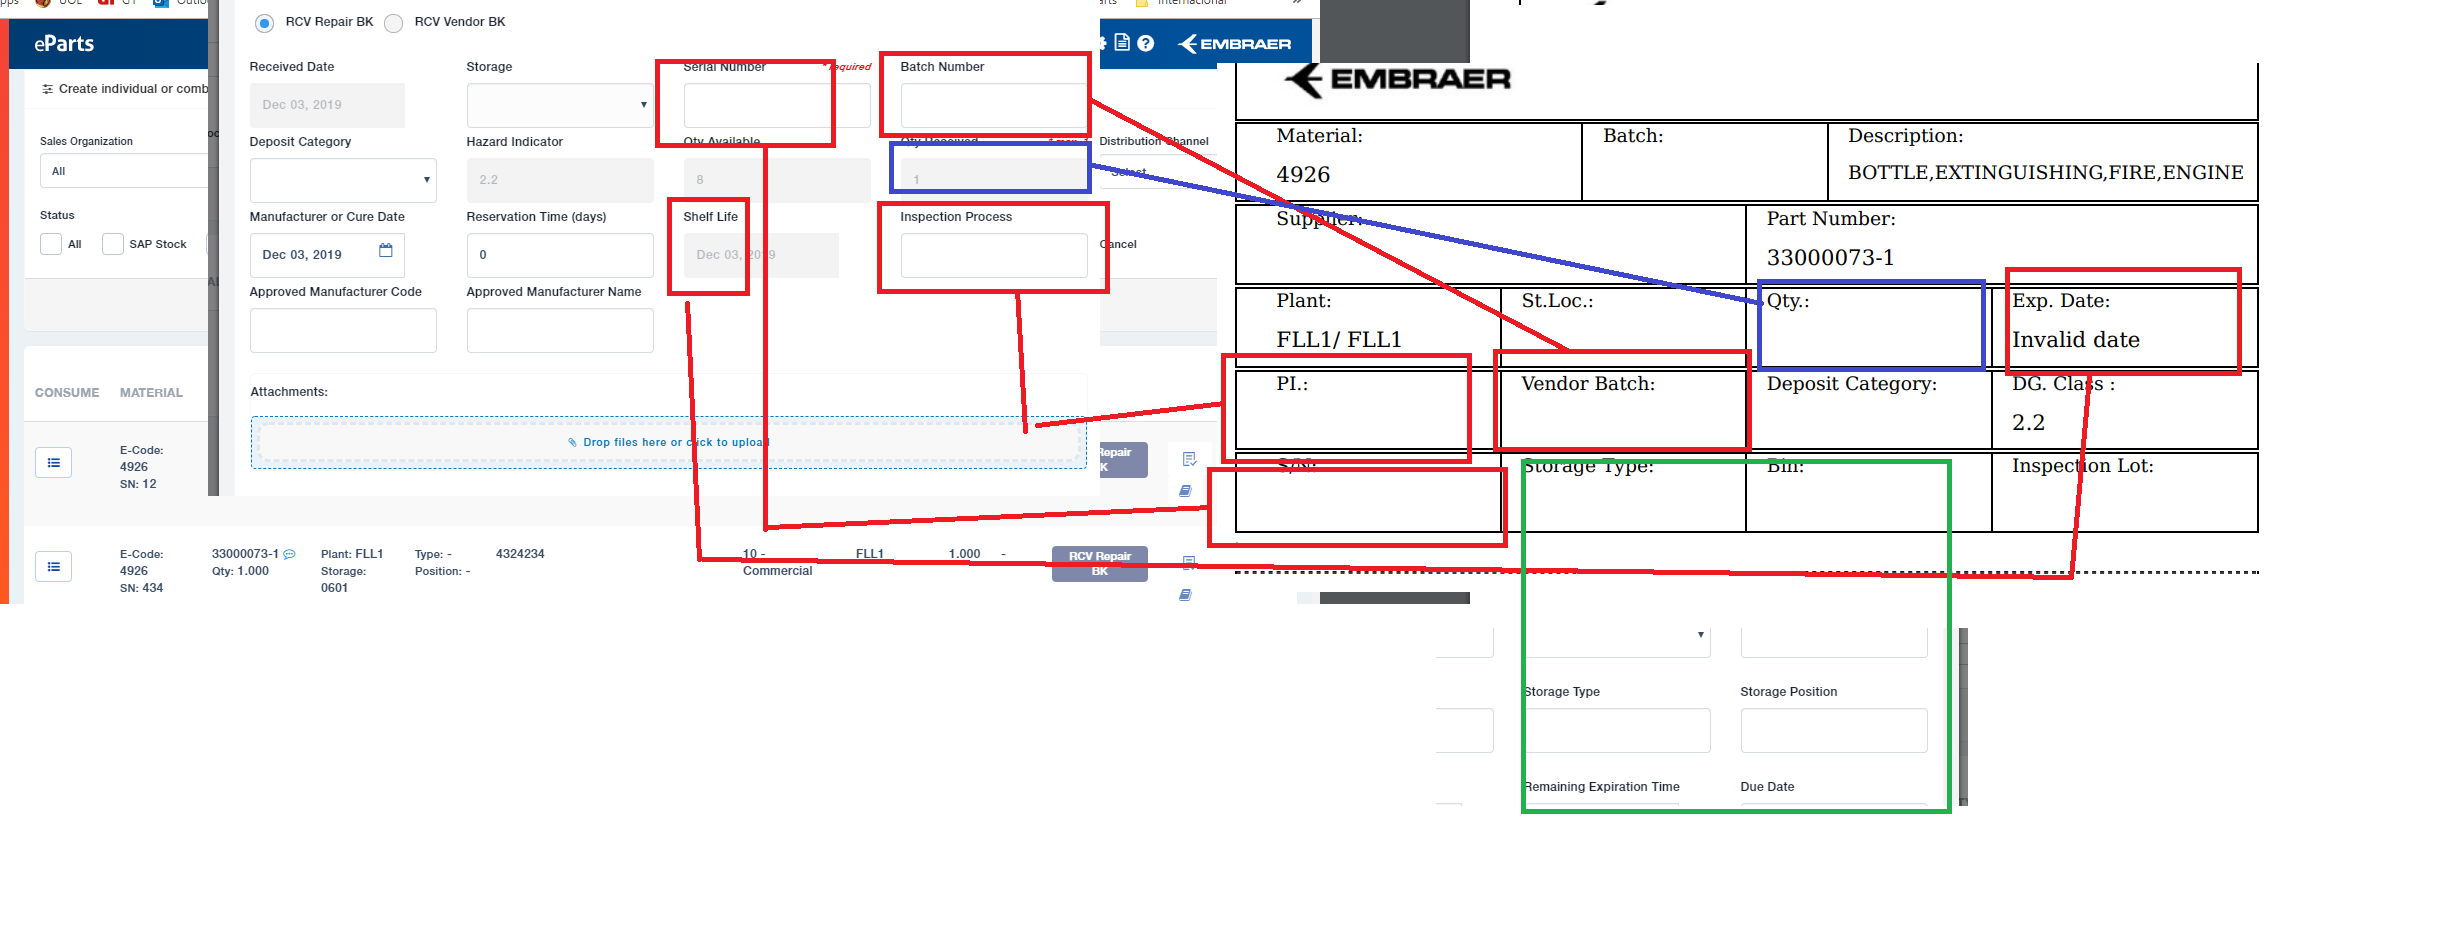 RCV Repair BK
RCV Vendor BK
eParts
EMBRAER
Received Date
Storage
Serial Number
* required
Batch Number
Dec 03, 2019
Create individual or comb
Sales Organization
All
Deposit Category
Hazard Indicator
Qty Available
Qty Received
Distribution Channel
2.2
8
1
Select
Status
All
SAP Stock
Manufacturer or Cure Date
Reservation Time (days)
Shelf Life
Inspection Process
Cancel
Dec 03, 2019
0
Dec 03, 2019
Approved Manufacturer Code
Approved Manufacturer Name
CONSUME
MATERIAL
Attachments:
Drop files here or click to upload
E-Code:
4926
SN: 12
Repair
E-Code:
4926
SN: 434
33000073-1
Qty: 1.000
Plant: FLL1
Storage:
0601
Type: -
Position: -
4324234
10 -
Commercial
FLL1
1.000
-
RCV Repair
BK
EMBRAER
Material:
4926
Batch:
Description:
BOTTLE,EXTINGUISHING,FIRE,ENGINE
Supplier:
Part Number:
33000073-1
Plant:
FLL1/ FLL1
St.Loc.:
Qty.:
Exp. Date:
Invalid date
PI.:
Vendor Batch:
Deposit Category:
DG. Class :
2.2
S/N:
Storage Type:
Bin:
Inspection Lot:
Storage Type
Storage Position
Remaining Expiration Time
Due Date